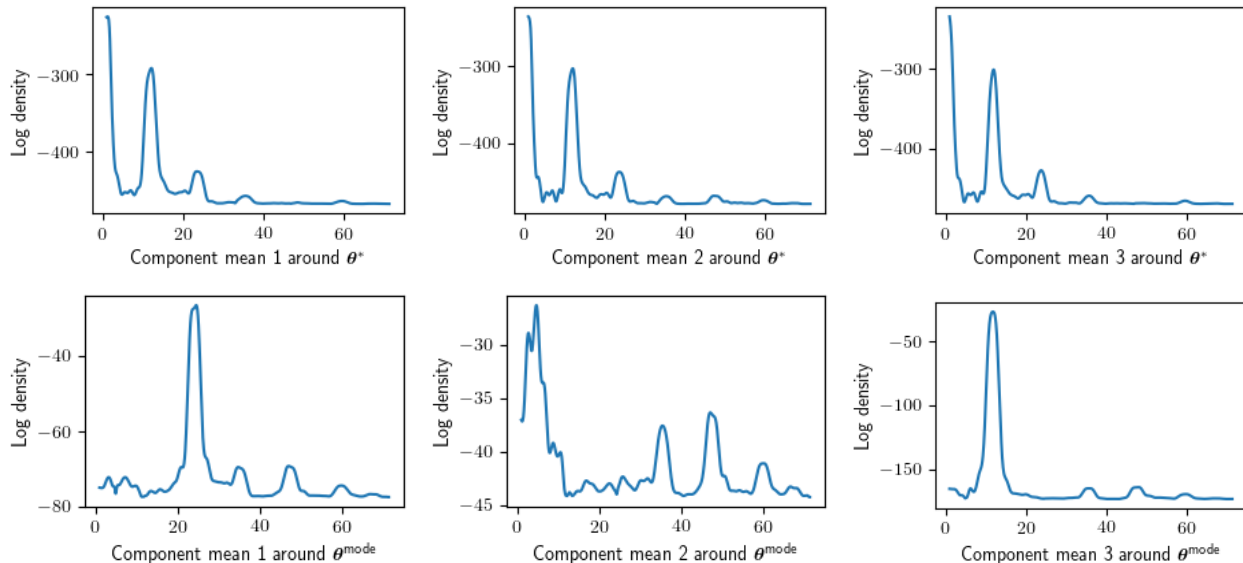 Log density
−300
−400
0 20 40 60
Component mean 1 around θ*
Log density
−300
−400
0 20 40 60
Component mean 2 around θ*
Log density
−300
−400
0 20 40 60
Component mean 3 around θ*
Log density
−40
−60
−80
0 20 40 60
Component mean 1 around θ^mode
Log density
−30
−35
−40
−45
0 20 40 60
Component mean 2 around θ^mode
Log density
−50
−100
−150
0 20 40 60
Component mean 3 around θ^mode